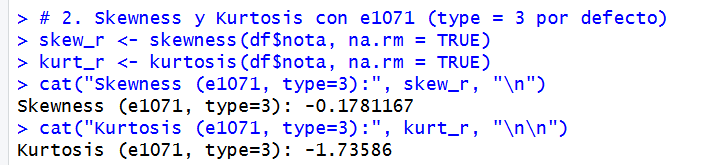 > # 2. Skewness y Kurtosis con e1071 (type = 3 por defecto)
> skew_r <- skewness(df$nota, na.rm = TRUE)
> kurt_r <- kurtosis(df$nota, na.rm = TRUE)
> cat("Skewness (e1071, type=3):", skew_r, "\n")
Skewness (e1071, type=3): -0.1781167
> cat("Kurtosis (e1071, type=3):", kurt_r, "\n\n")
Kurtosis (e1071, type=3): -1.73586